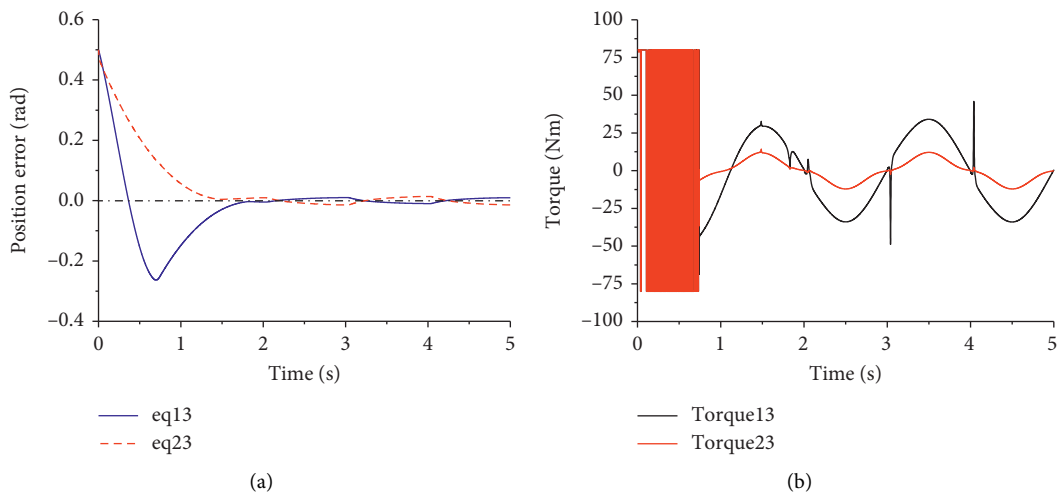 0.6
0.4
0.2
0.0
−0.2
−0.4
Position error (rad)
0
1
2
3
4
5
Time (s)
eq13
eq23
(a)
100
75
50
25
0
−25
−50
−75
−100
Torque (Nm)
0
1
2
3
4
5
Time (s)
Torque13
Torque23
(b)